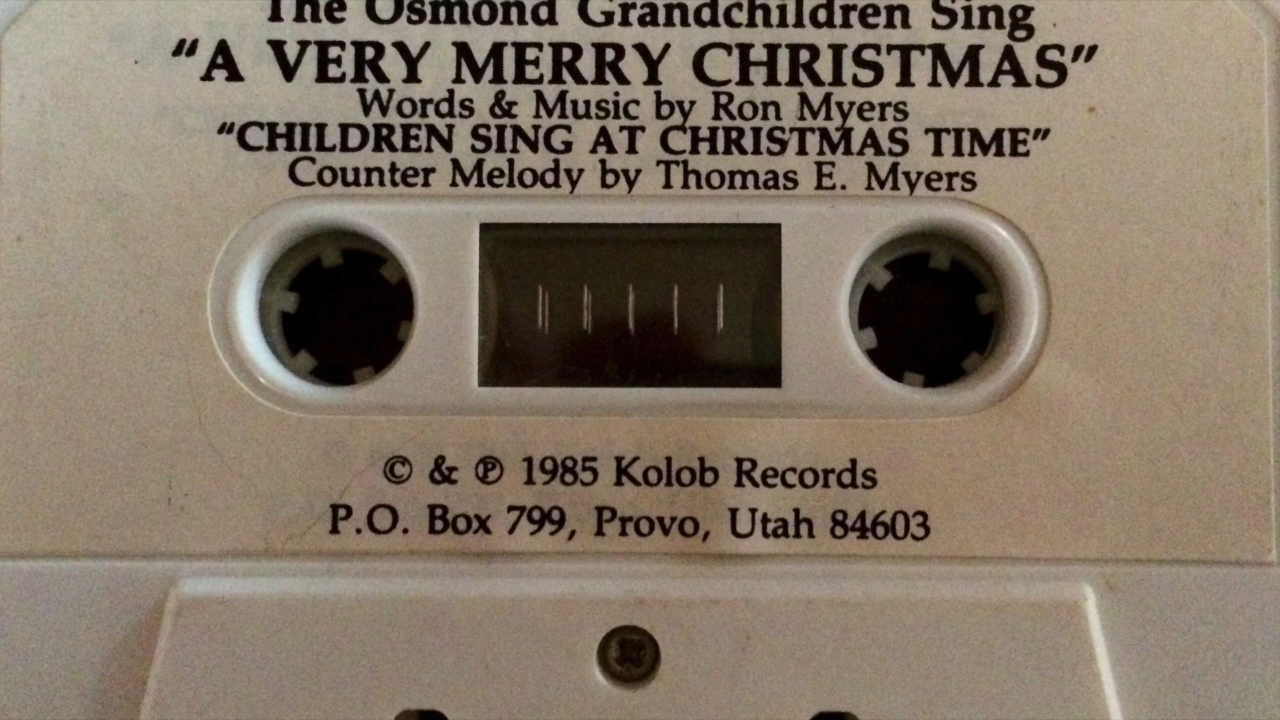 The Osmond Grandchildren Sing
“A VERY MERRY CHRISTMAS”
Words & Music by Ron Myers
“CHILDREN SING AT CHRISTMAS TIME”
Counter Melody by Thomas E. Myers
© & ℗ 1985 Kolob Records
P.O. Box 799, Provo, Utah 84603